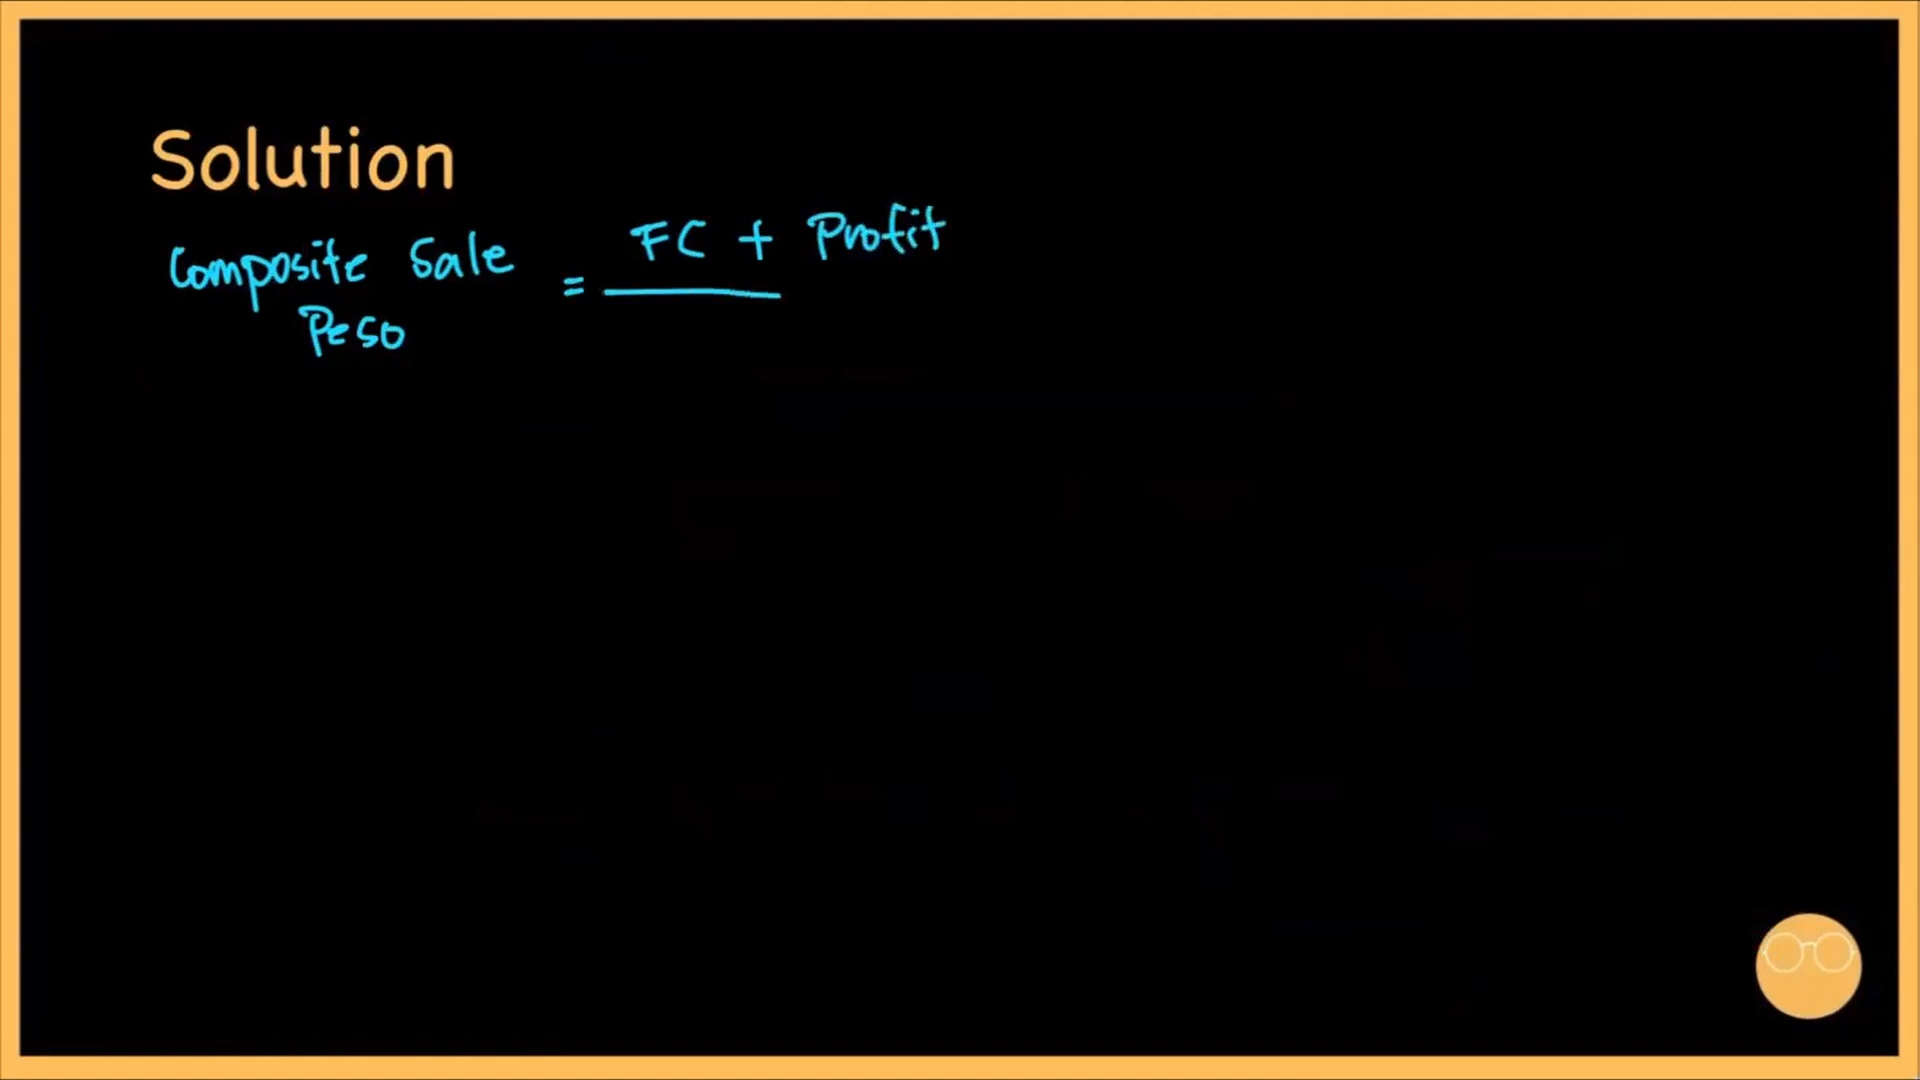 Solution
Composite Sale = FC + Profit
Peso